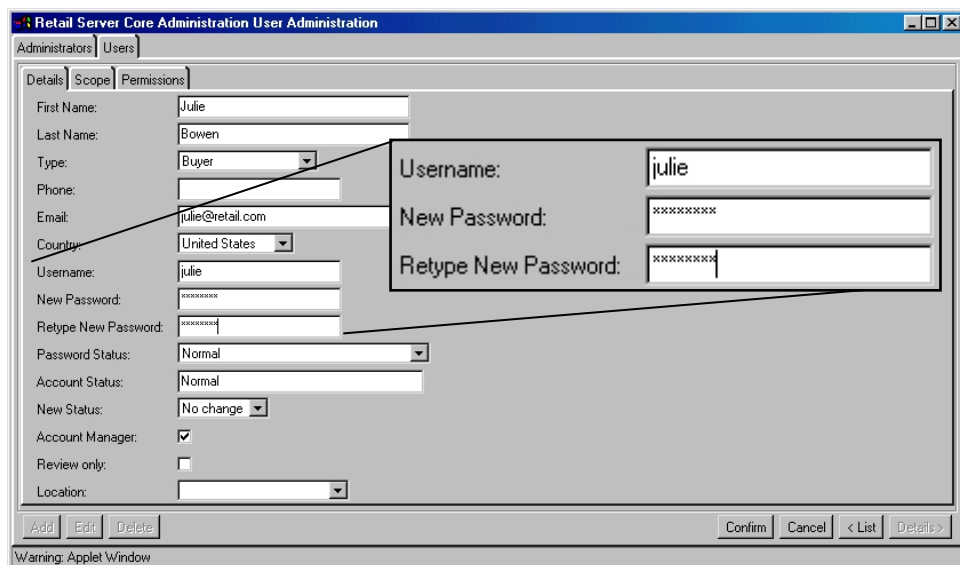 Retail Server Core Administration User Administration
Administrators Users
Details Scope Permissions
First Name: Julie
Last Name: Bowen
Type: Buyer
Phone:
Email: julie@retail.com
Country: United States
Username: julie
New Password: ********
Retype New Password: ********
Password Status: Normal
Account Status: Normal
New Status: No change
Account Manager:
Review only:
Location:
Username: julie
New Password: ********
Retype New Password: ********
Add Edit Delete Confirm Cancel < List Details >
Warning: Applet Window